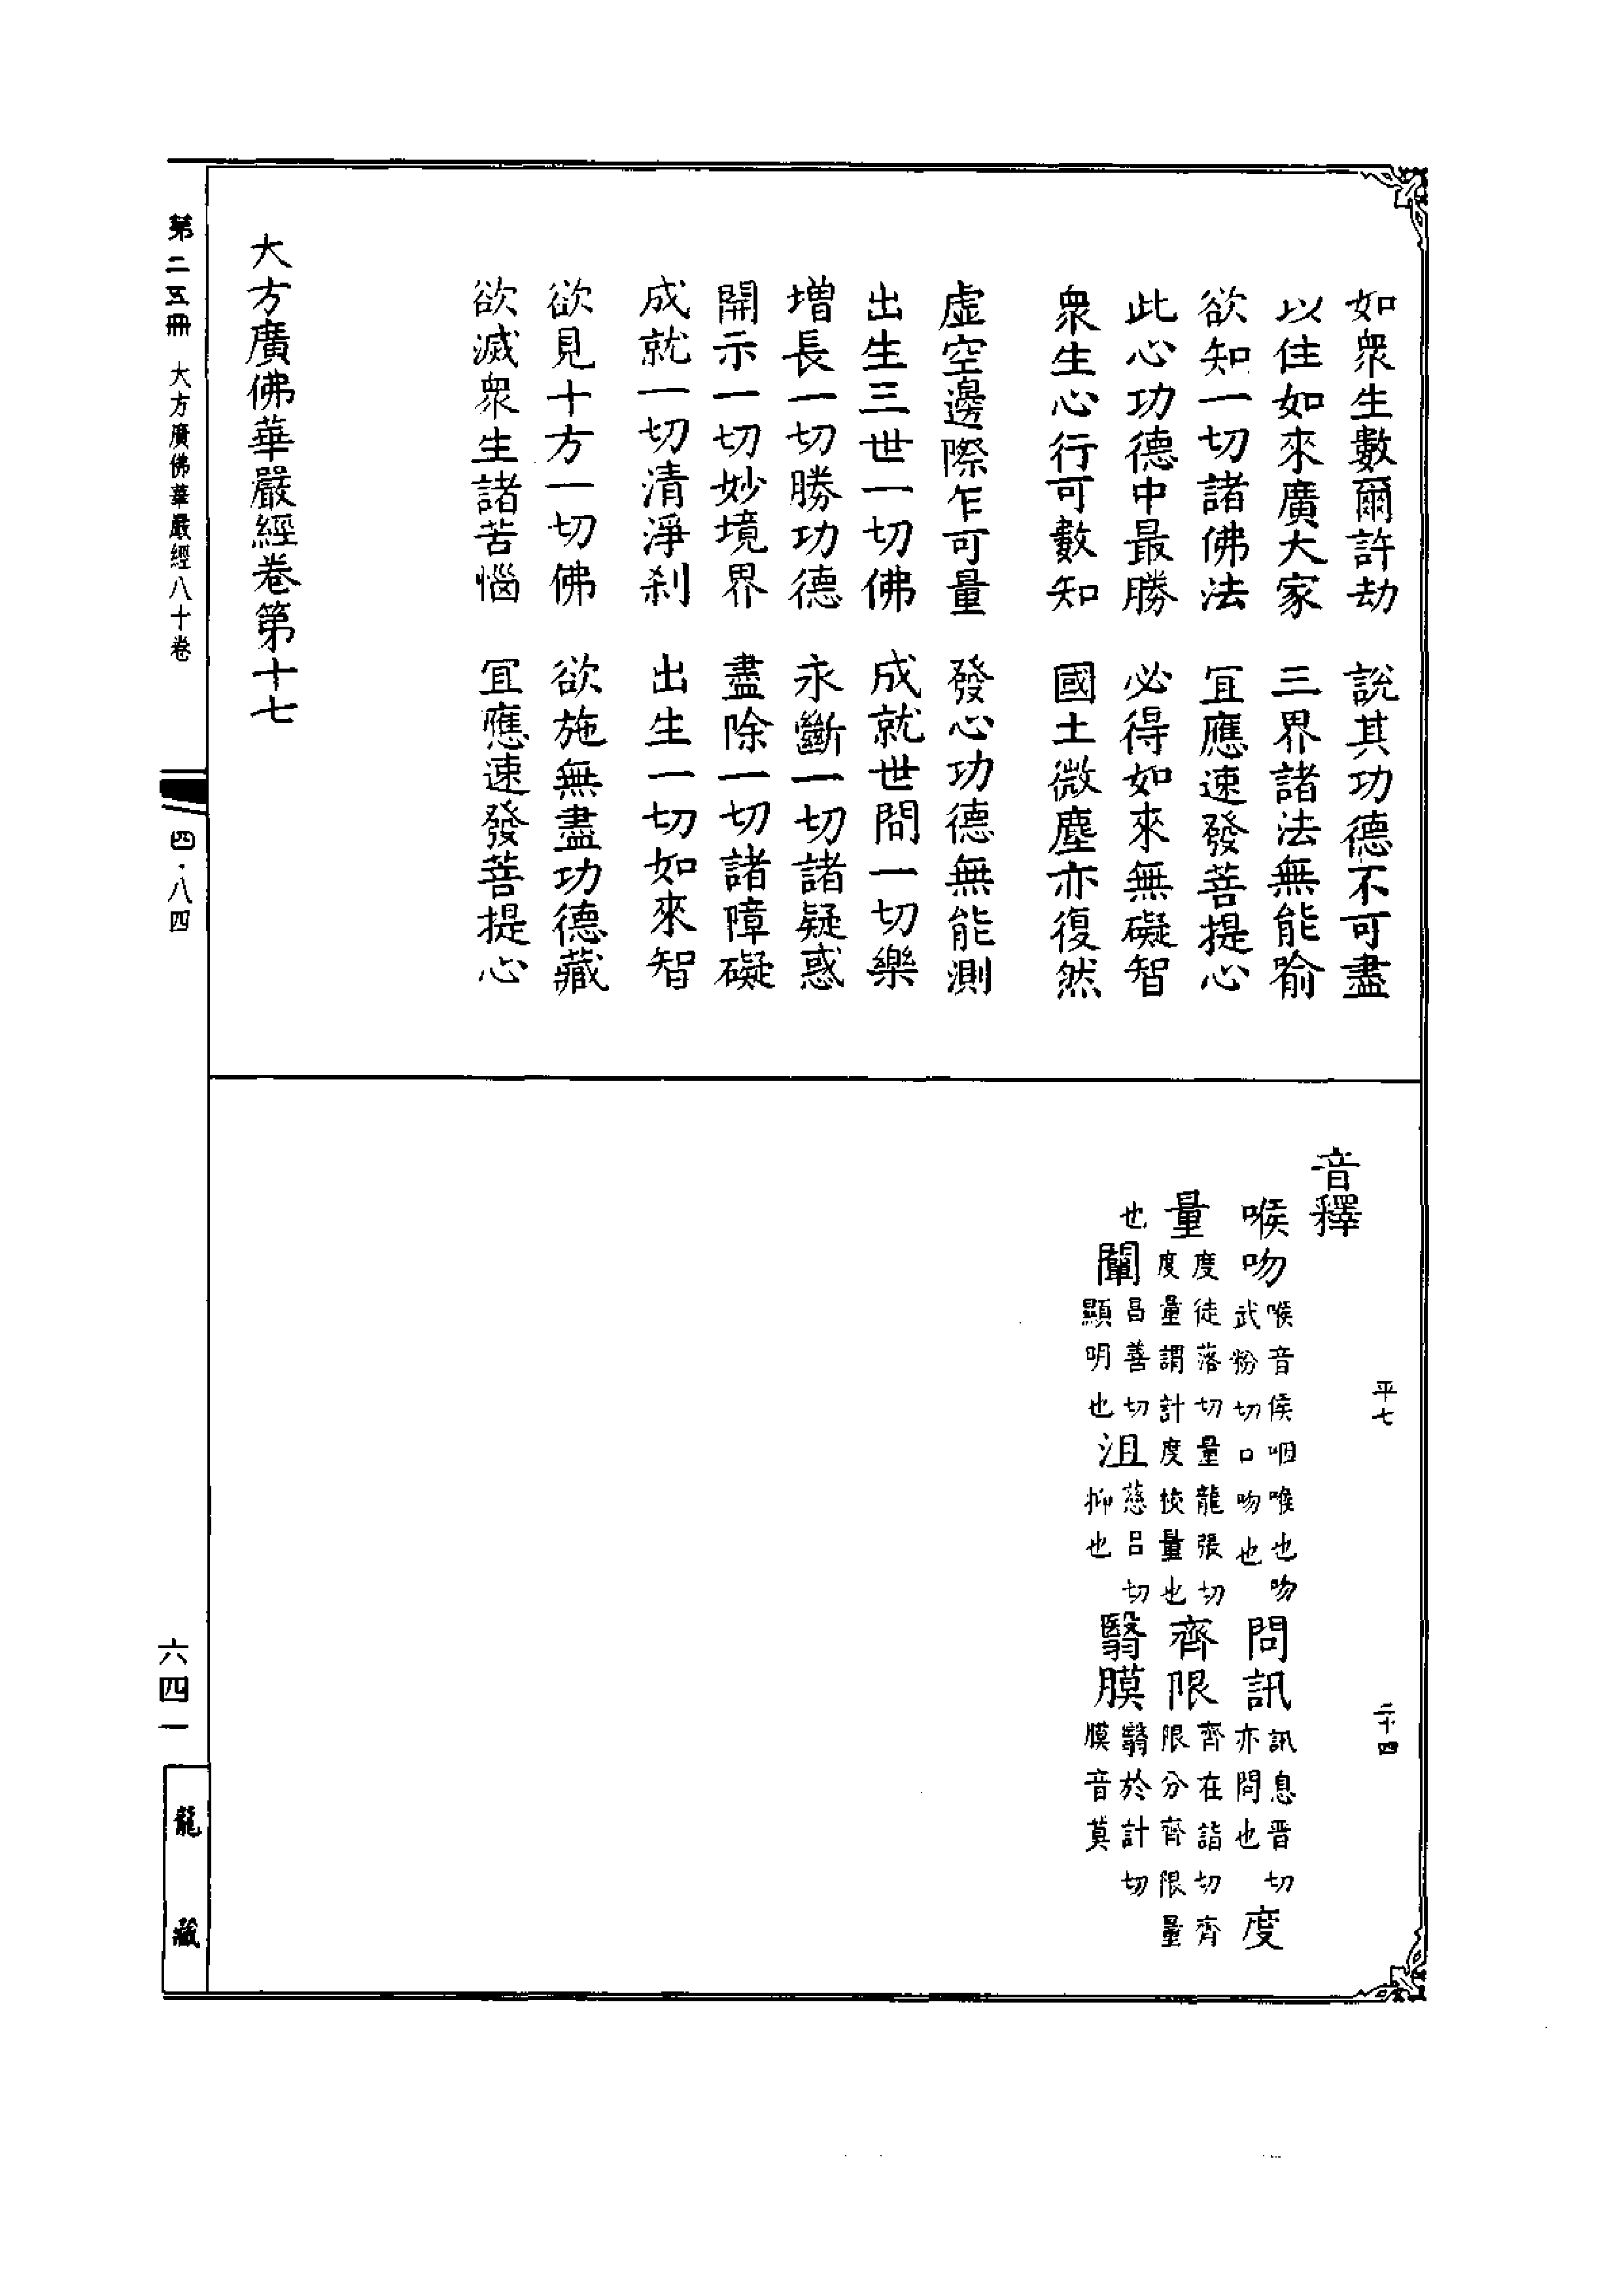 如衆生數爾許劫　說其功德不可盡
以住如來廣大家　三界諸法無能喻
欲知一切諸佛法　宜應速發菩提心
此心功德中最勝　必得如來無礙智
衆生心行可數知　國土微塵亦復然
虛空邊際乍可量　發心功德無能測
出生三世一切佛　成就世間一切樂
增長一切勝功德　永斷一切諸疑惑
開示一切妙境界　盡除一切諸障礙
成就一切清淨刹　出生一切如來智
欲見十方一切佛　欲施無盡功德藏
欲滅衆生諸苦惱　宜應速發菩提心
大方廣佛華嚴經卷第十七
平七　二十四
音釋
喉吻　喉音侯咽喉也吻武粉切口吻也　問訊　訊息晉切亦問也　度
量　度徒落切量龍張切度量謂計度校量也　齊限　齊在詣切齊限分齊限量
也　闡　昌善切顯明也　沮　慈呂切抑也　翳膜　翳於計切膜音莫
第二五冊　大方廣佛華嚴經八十卷　四·八四　六四一　龍藏